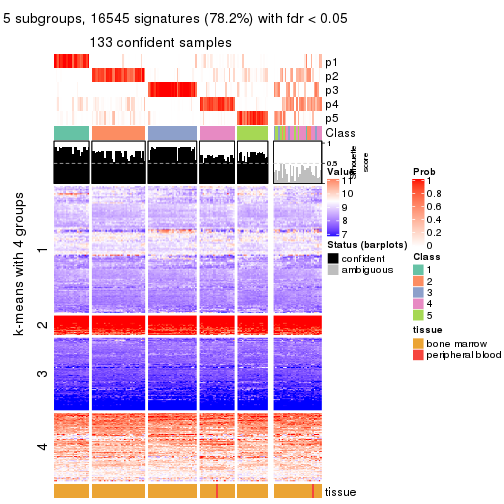 5 subgroups, 16545 signatures (78.2%) with fdr < 0.05
133 confident samples
p1
p2
p3
p4
p5
Class
1
0.5
0
Silhouette
score
k-means with 4 groups
1
2
3
4
tissue
Value
11
10
9
8
7
Status (barplots)
confident
ambiguous
Prob
1
0.8
0.6
0.4
0.2
0
Class
1
2
3
4
5
tissue
bone marrow
peripheral blood